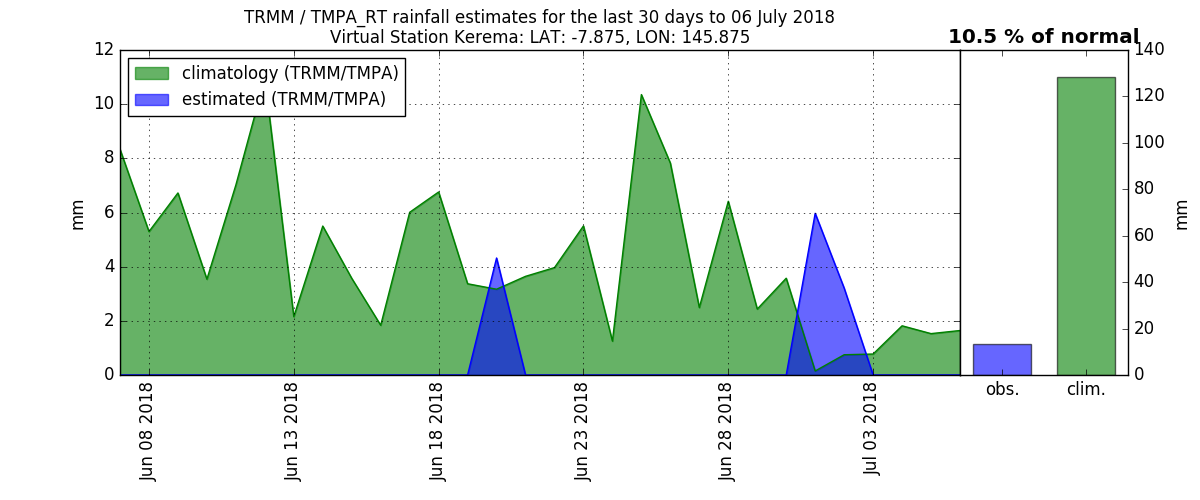 TRMM / TMPA_RT rainfall estimates for the last 30 days to 06 July 2018
Virtual Station Kerema: LAT: -7.875, LON: 145.875
10.5 % of normal
climatology (TRMM/TMPA)
estimated (TRMM/TMPA)
mm
12
10
8
6
4
2
0
Jun 08 2018
Jun 13 2018
Jun 18 2018
Jun 23 2018
Jun 28 2018
Jul 03 2018
140
120
100
80
60
40
20
0
mm
obs.
clim.